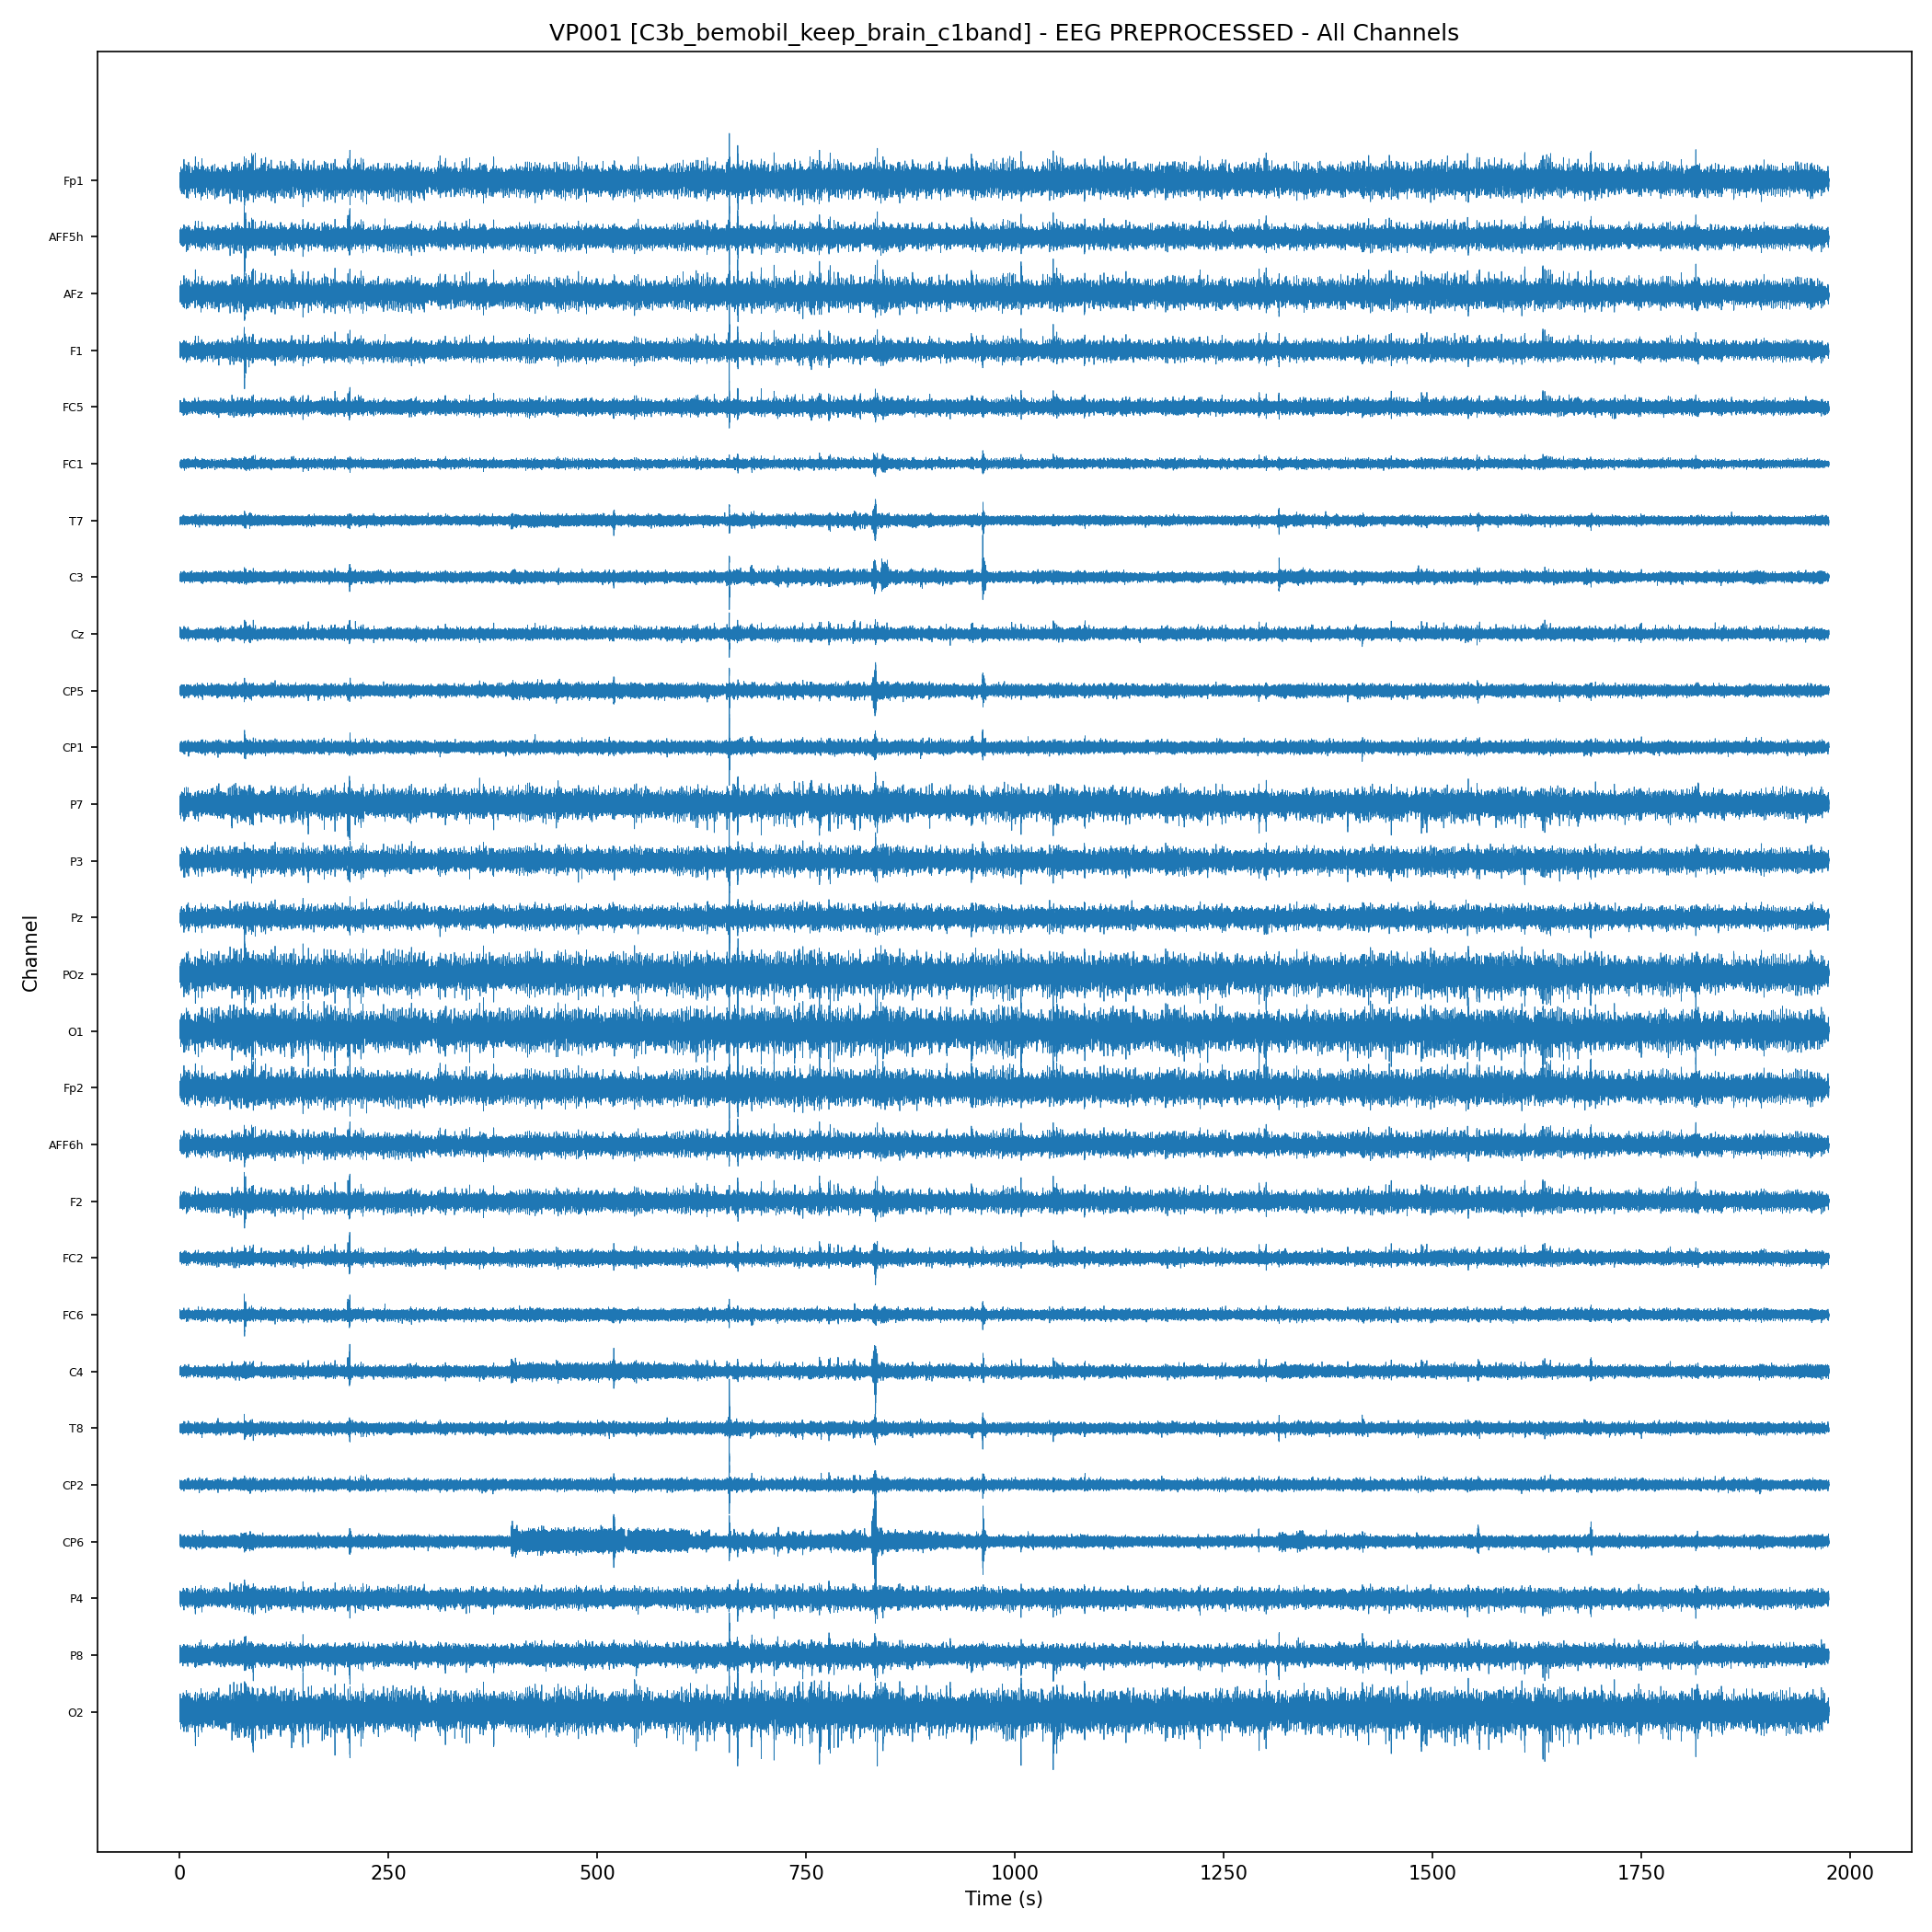 VP001 [C3b_bemobil_keep_brain_c1band] - EEG PREPROCESSED - All Channels
Channel
Fp1
AFF5h
AFz
F1
FC5
FC1
T7
C3
Cz
CP5
CP1
P7
P3
Pz
POz
O1
Fp2
AFF6h
F2
FC2
FC6
C4
T8
CP2
CP6
P4
P8
O2
0 250 500 750 1000 1250 1500 1750 2000
Time (s)